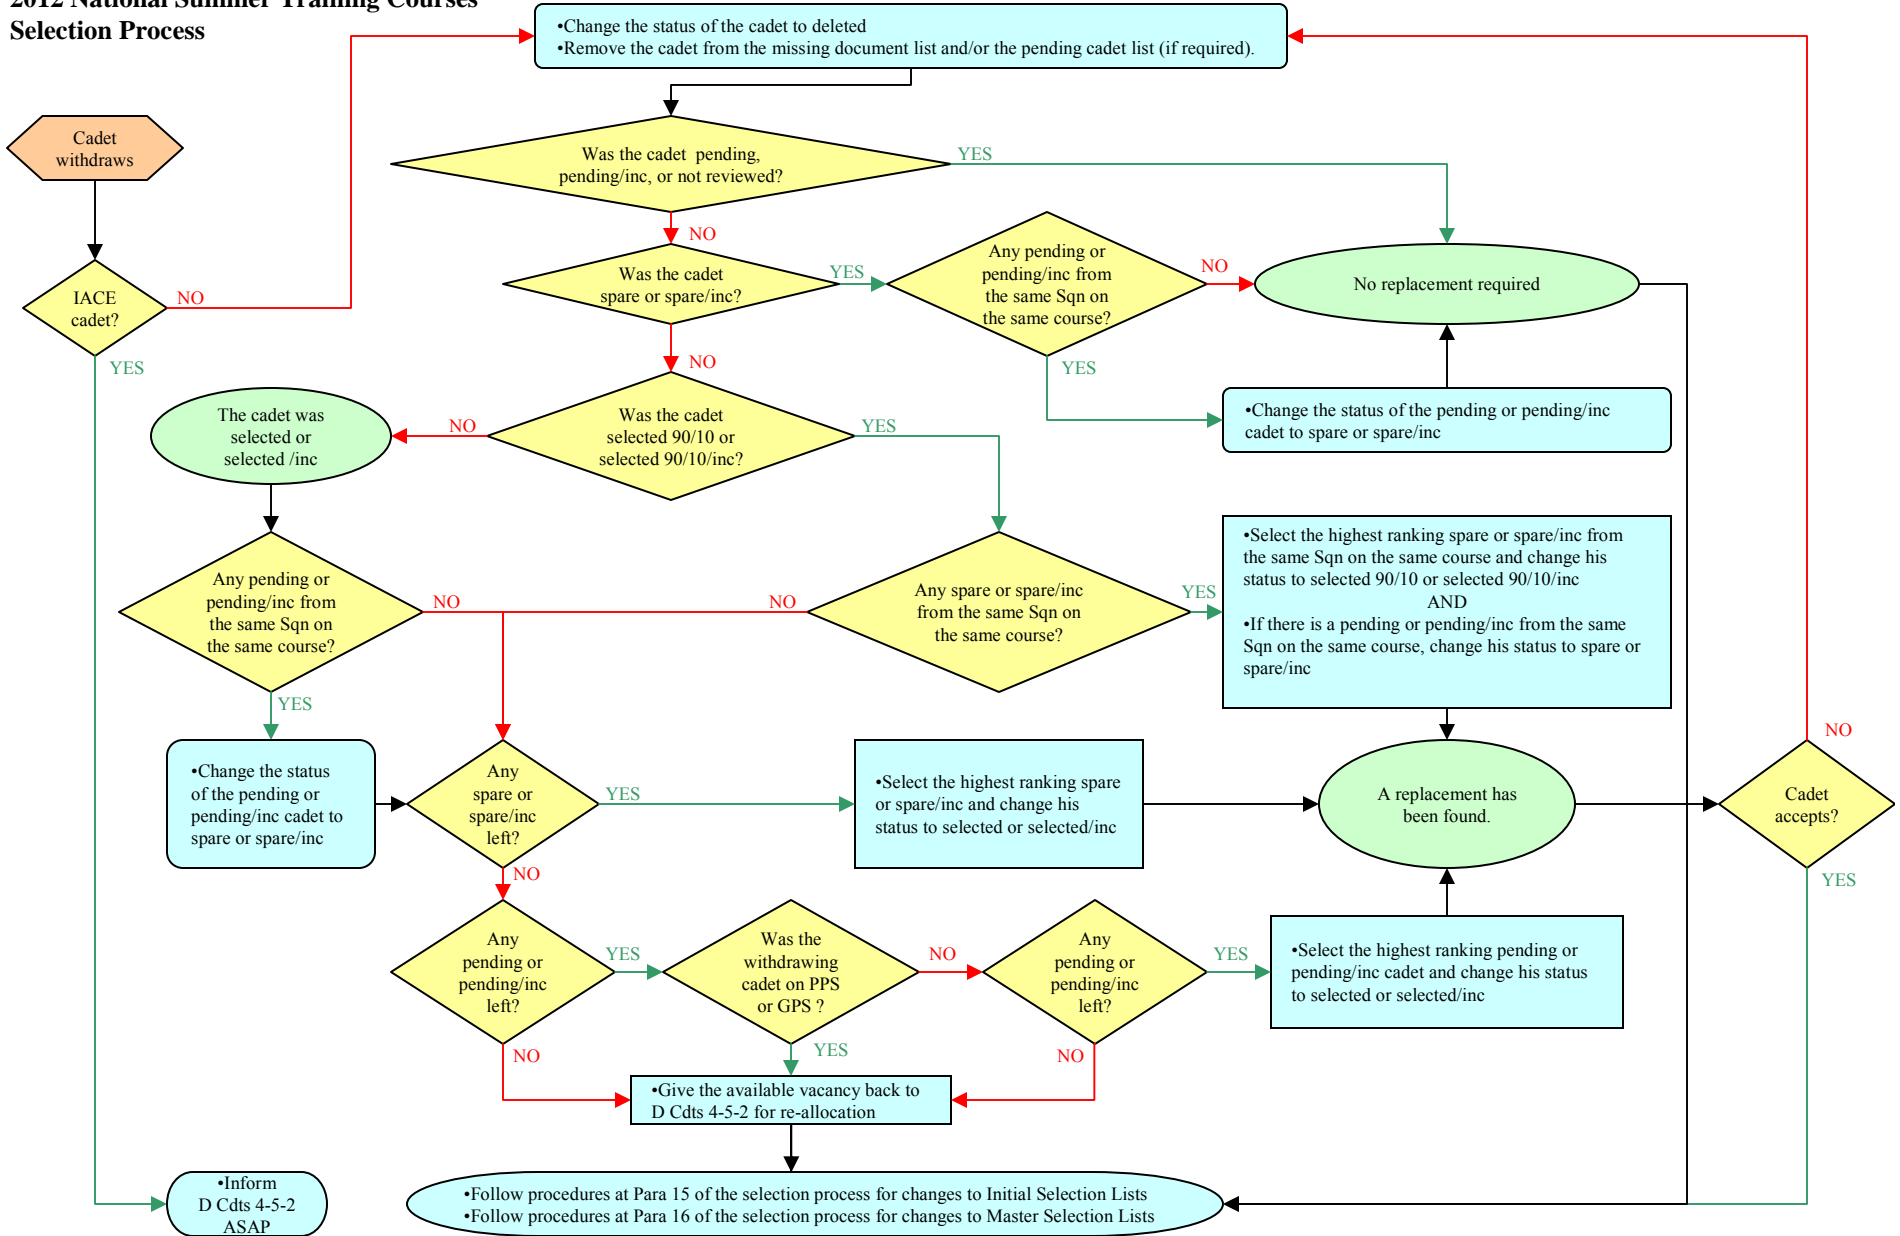 2012 National Summer Training Courses
Selection Process
•Change the status of the cadet to deleted
•Remove the cadet from the missing document list and/or the pending cadet list (if required).
Cadet
withdraws
Was the cadet pending,
pending/inc, or not reviewed?
YES
NO
IACE
cadet?
NO
YES
Was the cadet
spare or spare/inc?
YES
NO
Any pending or
pending/inc from
the same Sqn on
the same course?
NO
YES
No replacement required
•Change the status of the pending or pending/inc
cadet to spare or spare/inc
Was the cadet
selected 90/10 or
selected 90/10/inc?
NO
YES
The cadet was
selected or
selected /inc
Any pending or
pending/inc from
the same Sqn on
the same course?
NO
YES
Any spare or spare/inc
from the same Sqn on
the same course?
NO
YES
•Select the highest ranking spare or spare/inc from
the same Sqn on the same course and change his
status to selected 90/10 or selected 90/10/inc
AND
•If there is a pending or pending/inc from the same
Sqn on the same course, change his status to spare or
spare/inc
•Change the status
of the pending or
pending/inc cadet to
spare or spare/inc
Any
spare or
spare/inc
left?
YES
NO
•Select the highest ranking spare
or spare/inc and change his
status to selected or selected/inc
A replacement has
been found.
Cadet
accepts?
NO
YES
Any
pending or
pending/inc
left?
YES
NO
Was the
withdrawing
cadet on PPS
or GPS ?
NO
YES
Any
pending or
pending/inc
left?
YES
NO
•Select the highest ranking pending or
pending/inc cadet and change his status
to selected or selected/inc
•Give the available vacancy back to
D Cdts 4-5-2 for re-allocation
•Inform
D Cdts 4-5-2
ASAP
•Follow procedures at Para 15 of the selection process for changes to Initial Selection Lists
•Follow procedures at Para 16 of the selection process for changes to Master Selection Lists